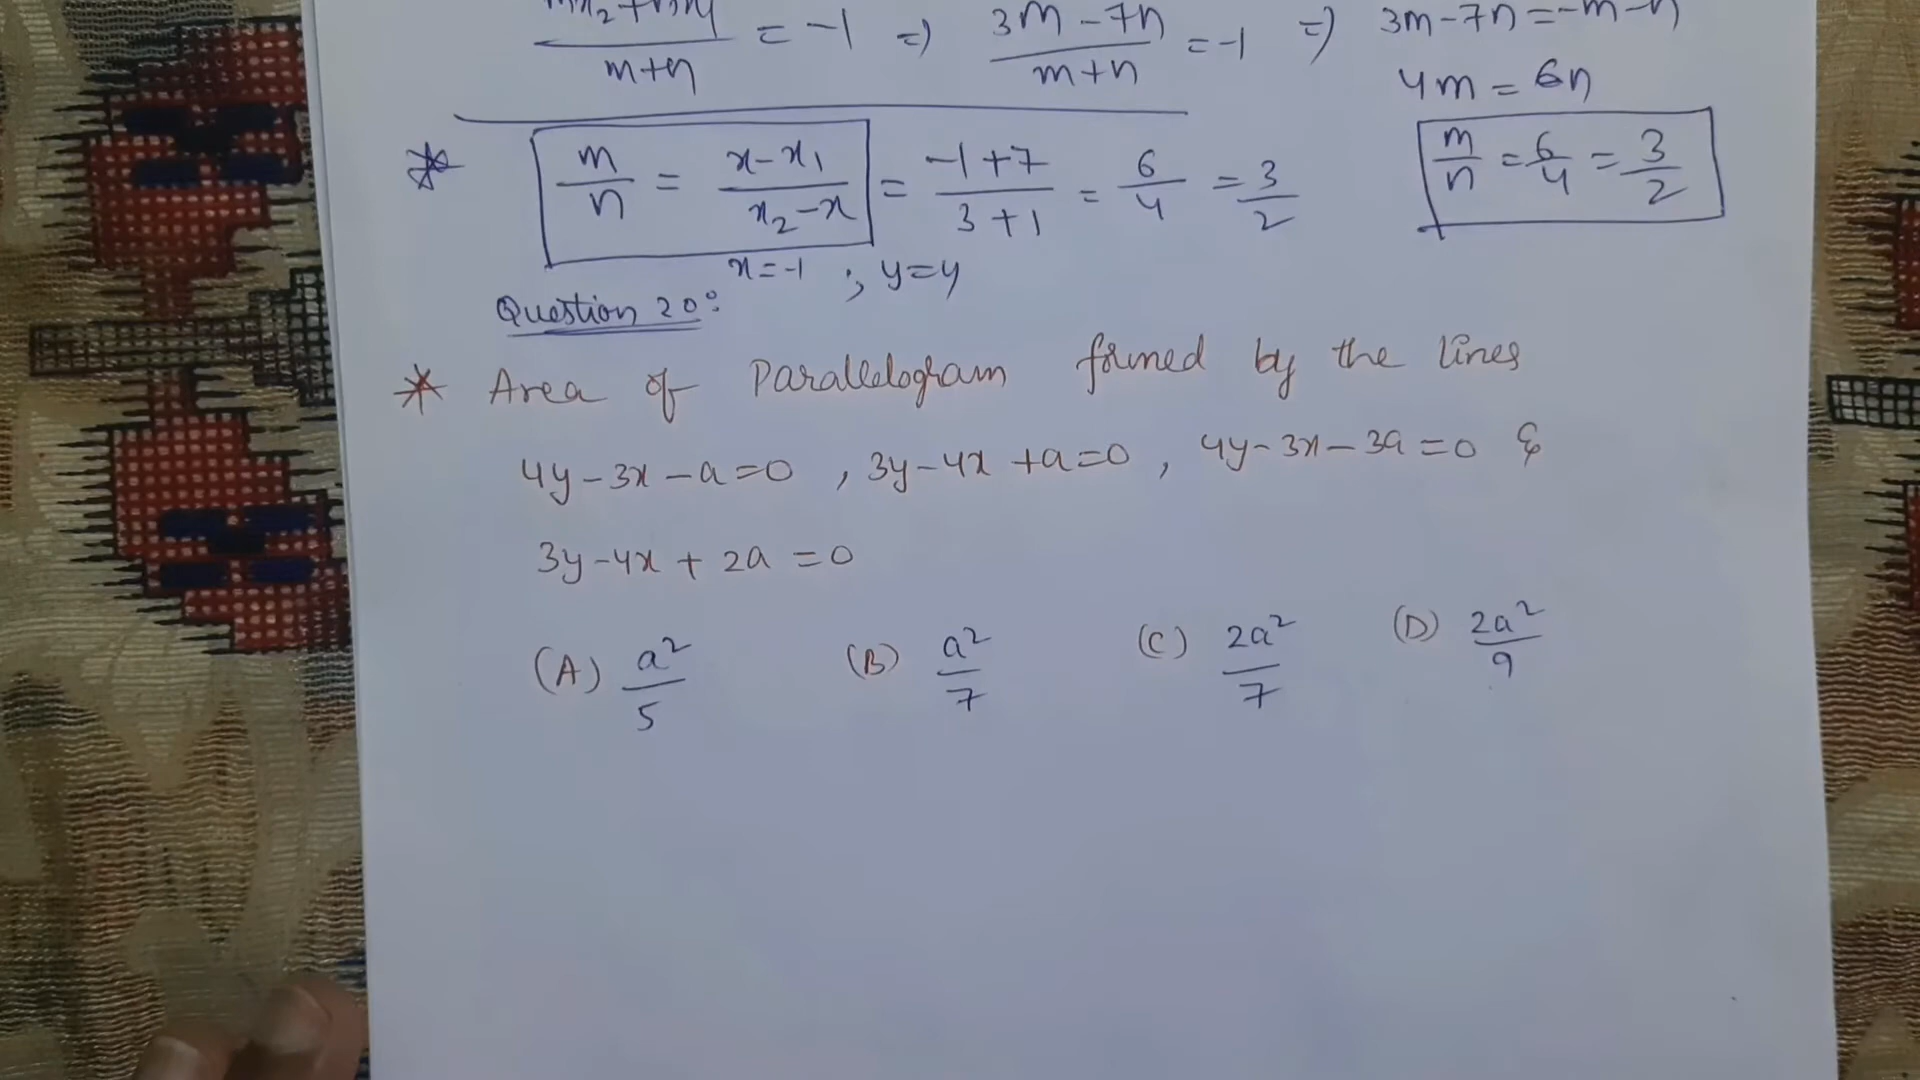 = -1 ⇒ 3m - 7n / m+n = -1 ⇒ 3m - 7n = -m - n
m+n
4m = 6n
* m/n = x - x₁ / x₂ - x = -1 + 7 / 3 + 1 = 6/4 = 3/2
m/n = 6/4 = 3/2
x = -1 ; y = y
Question 20:
* Area of Parallelogram formed by the lines
4y - 3x - a = 0 , 3y - 4x + a = 0 , 4y - 3x - 3a = 0 &
3y - 4x + 2a = 0
(A) a²/5 (B) a²/7 (C) 2a²/7 (D) 2a²/9